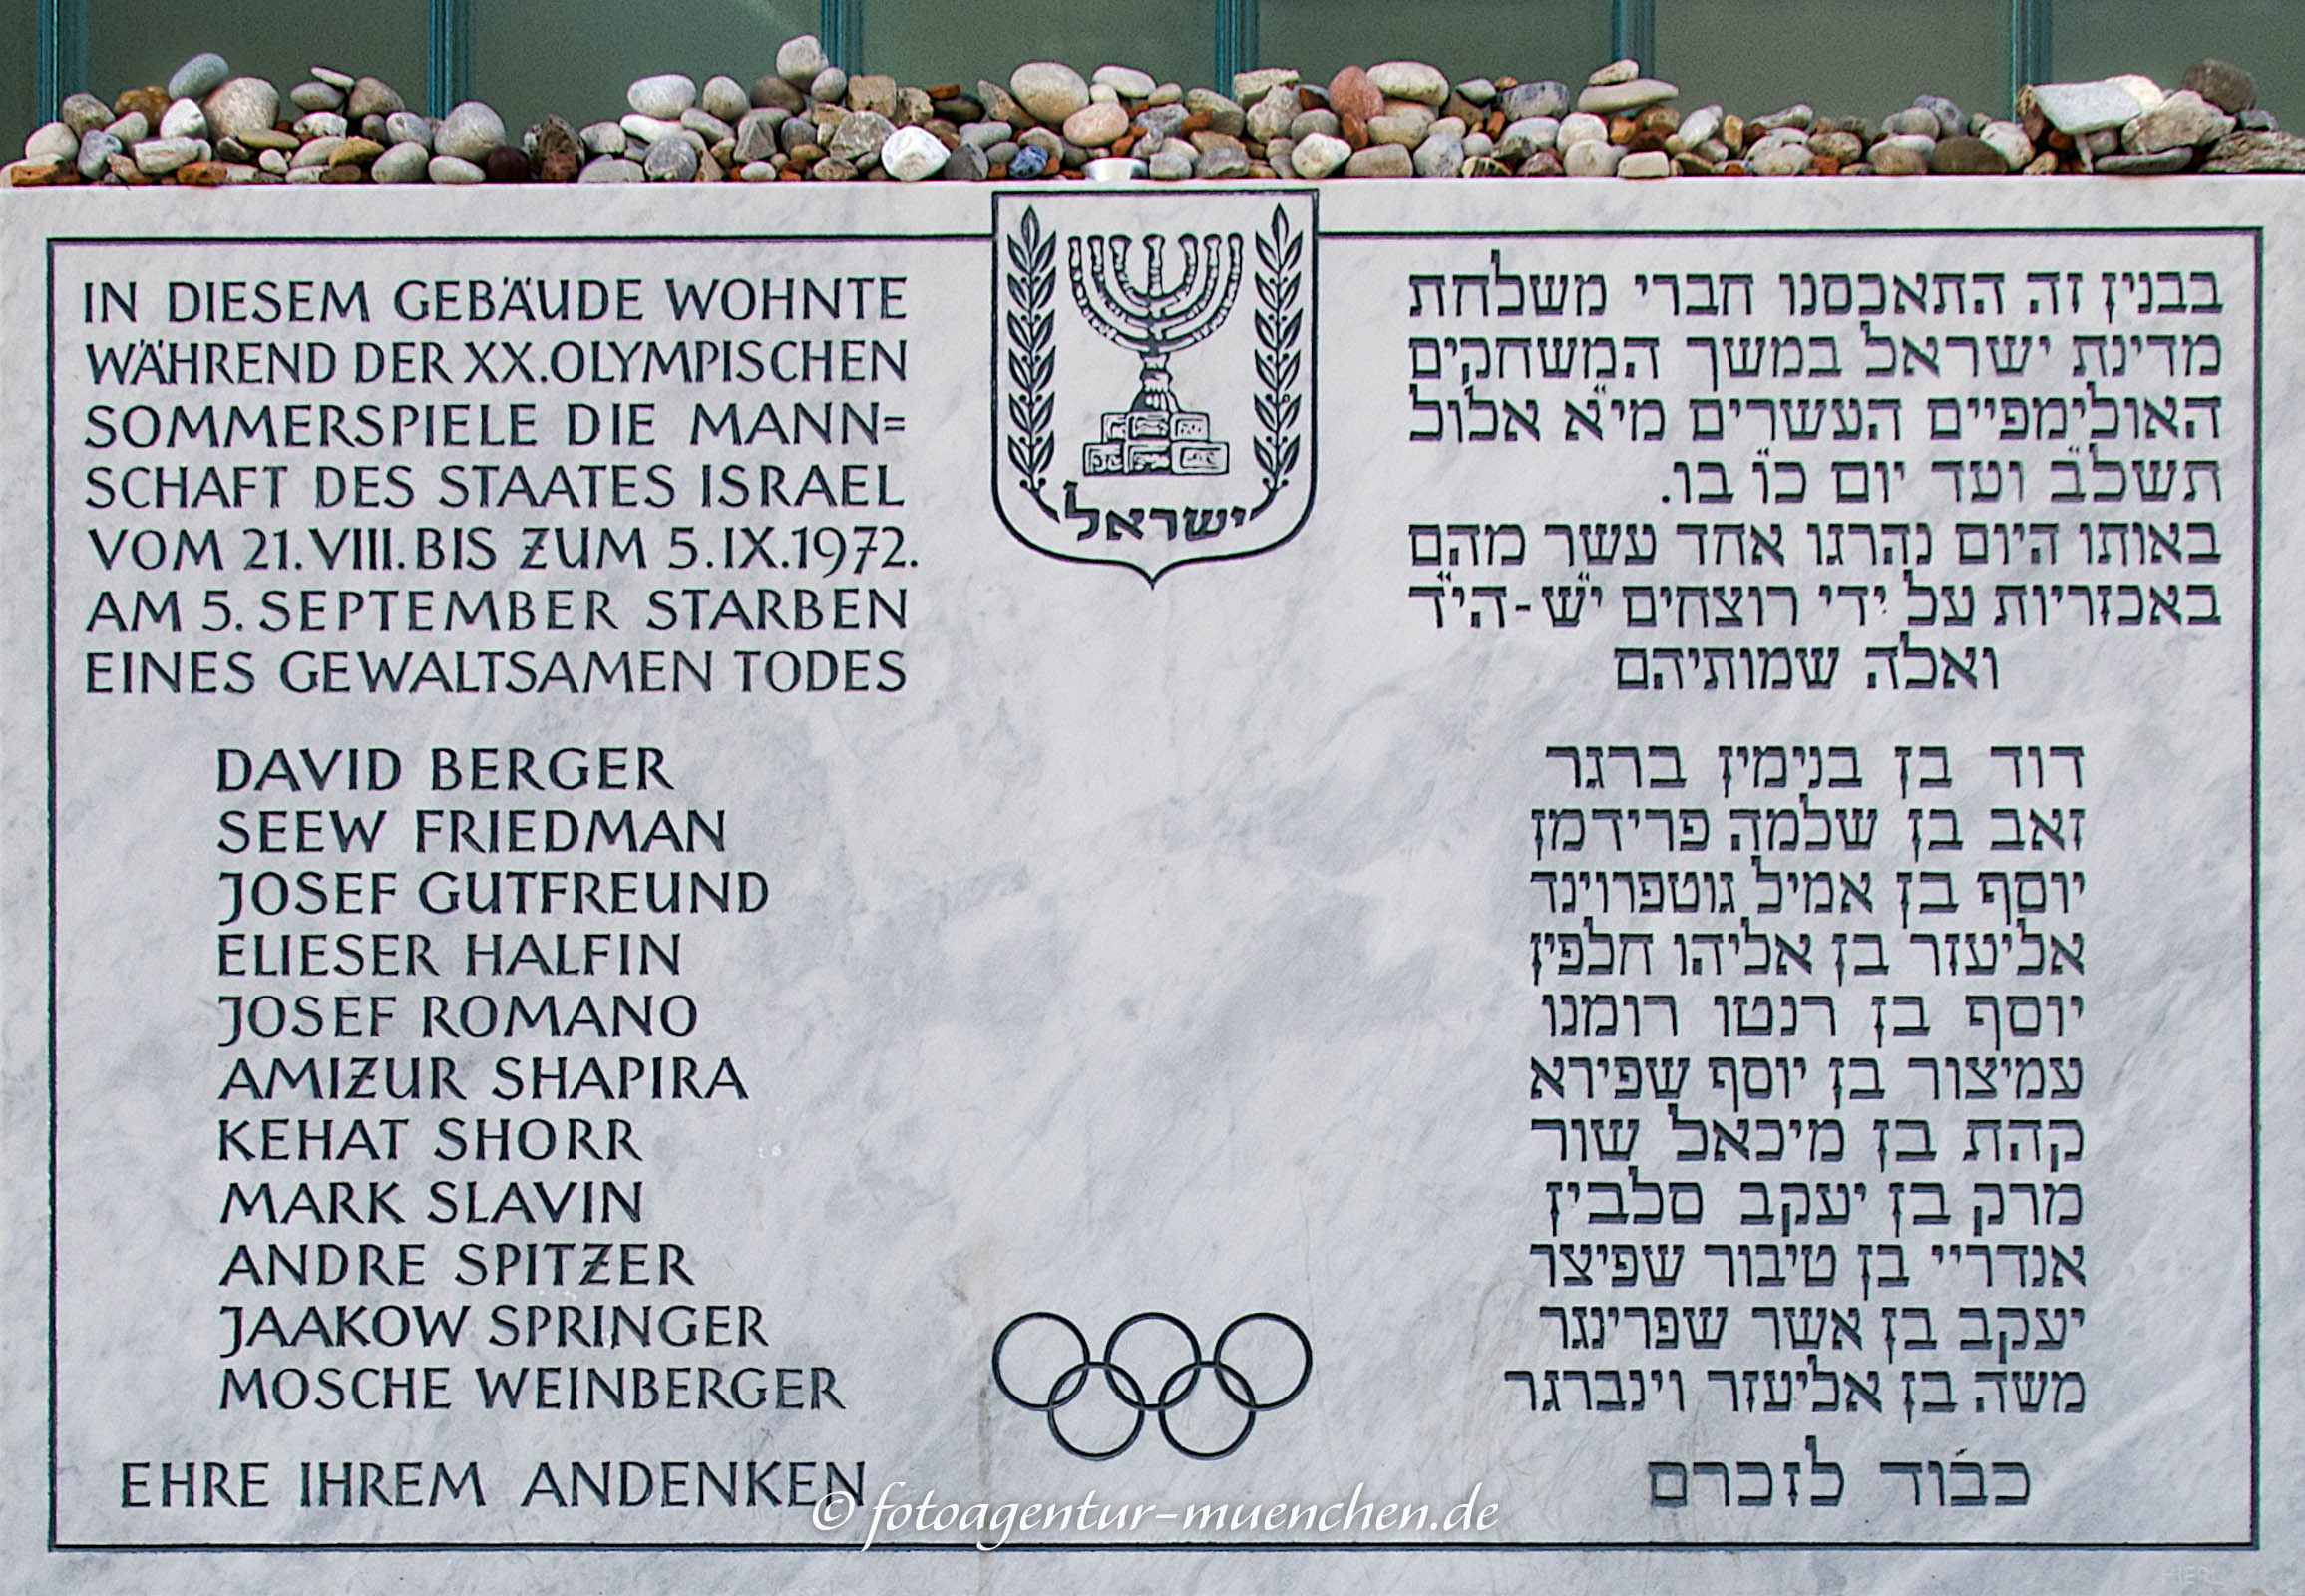 IN DIESEM GEBÄUDE WOHNTE
WÄHREND DER XX. OLYMPISCHEN
SOMMERSPIELE DIE MANN=
SCHAFT DES STAATES ISRAEL
VOM 21. VIII. BIS ZUM 5. IX. 1972.
AM 5. SEPTEMBER STARBEN
EINES GEWALTSAMEN TODES
DAVID BERGER
SEEW FRIEDMAN
JOSEF GUTFREUND
ELIESER HALFIN
JOSEF ROMANO
AMIZUR SHAPIRA
KEHAT SHORR
MARK SLAVIN
ANDRE SPITZER
JAAKOW SPRINGER
MOSCHE WEINBERGER
EHRE IHREM ANDENKEN
ישראל
בבנין זה התאכסנו חברי משלחת
מדינת ישראל במשך המשחקים
האולימפיים העשרים מי"א אלול
תשל"ב ועד יום כ"ו בו.
באותו היום נהרגו אחד עשר מהם
באכזריות על ידי רוצחים י"ש-הי"ד
ואלה שמותיהם
דוד בן בנימין ברגר
זאב בן שלמה פרידמן
יוסף בן אמיל גוטפרוינד
אליעזר בן אליהו חלפין
יוסף בן רנטו רומנו
עמיצור בן יוסף שפירא
קהת בן מיכאל שור
מרק בן יעקב סלבין
אנדריי בן טיבור שפיצר
יעקב בן אשר שפרינגר
משה בן אליעזר וינברגר
כבוד לזכרם
© fotoagentur-muenchen.de